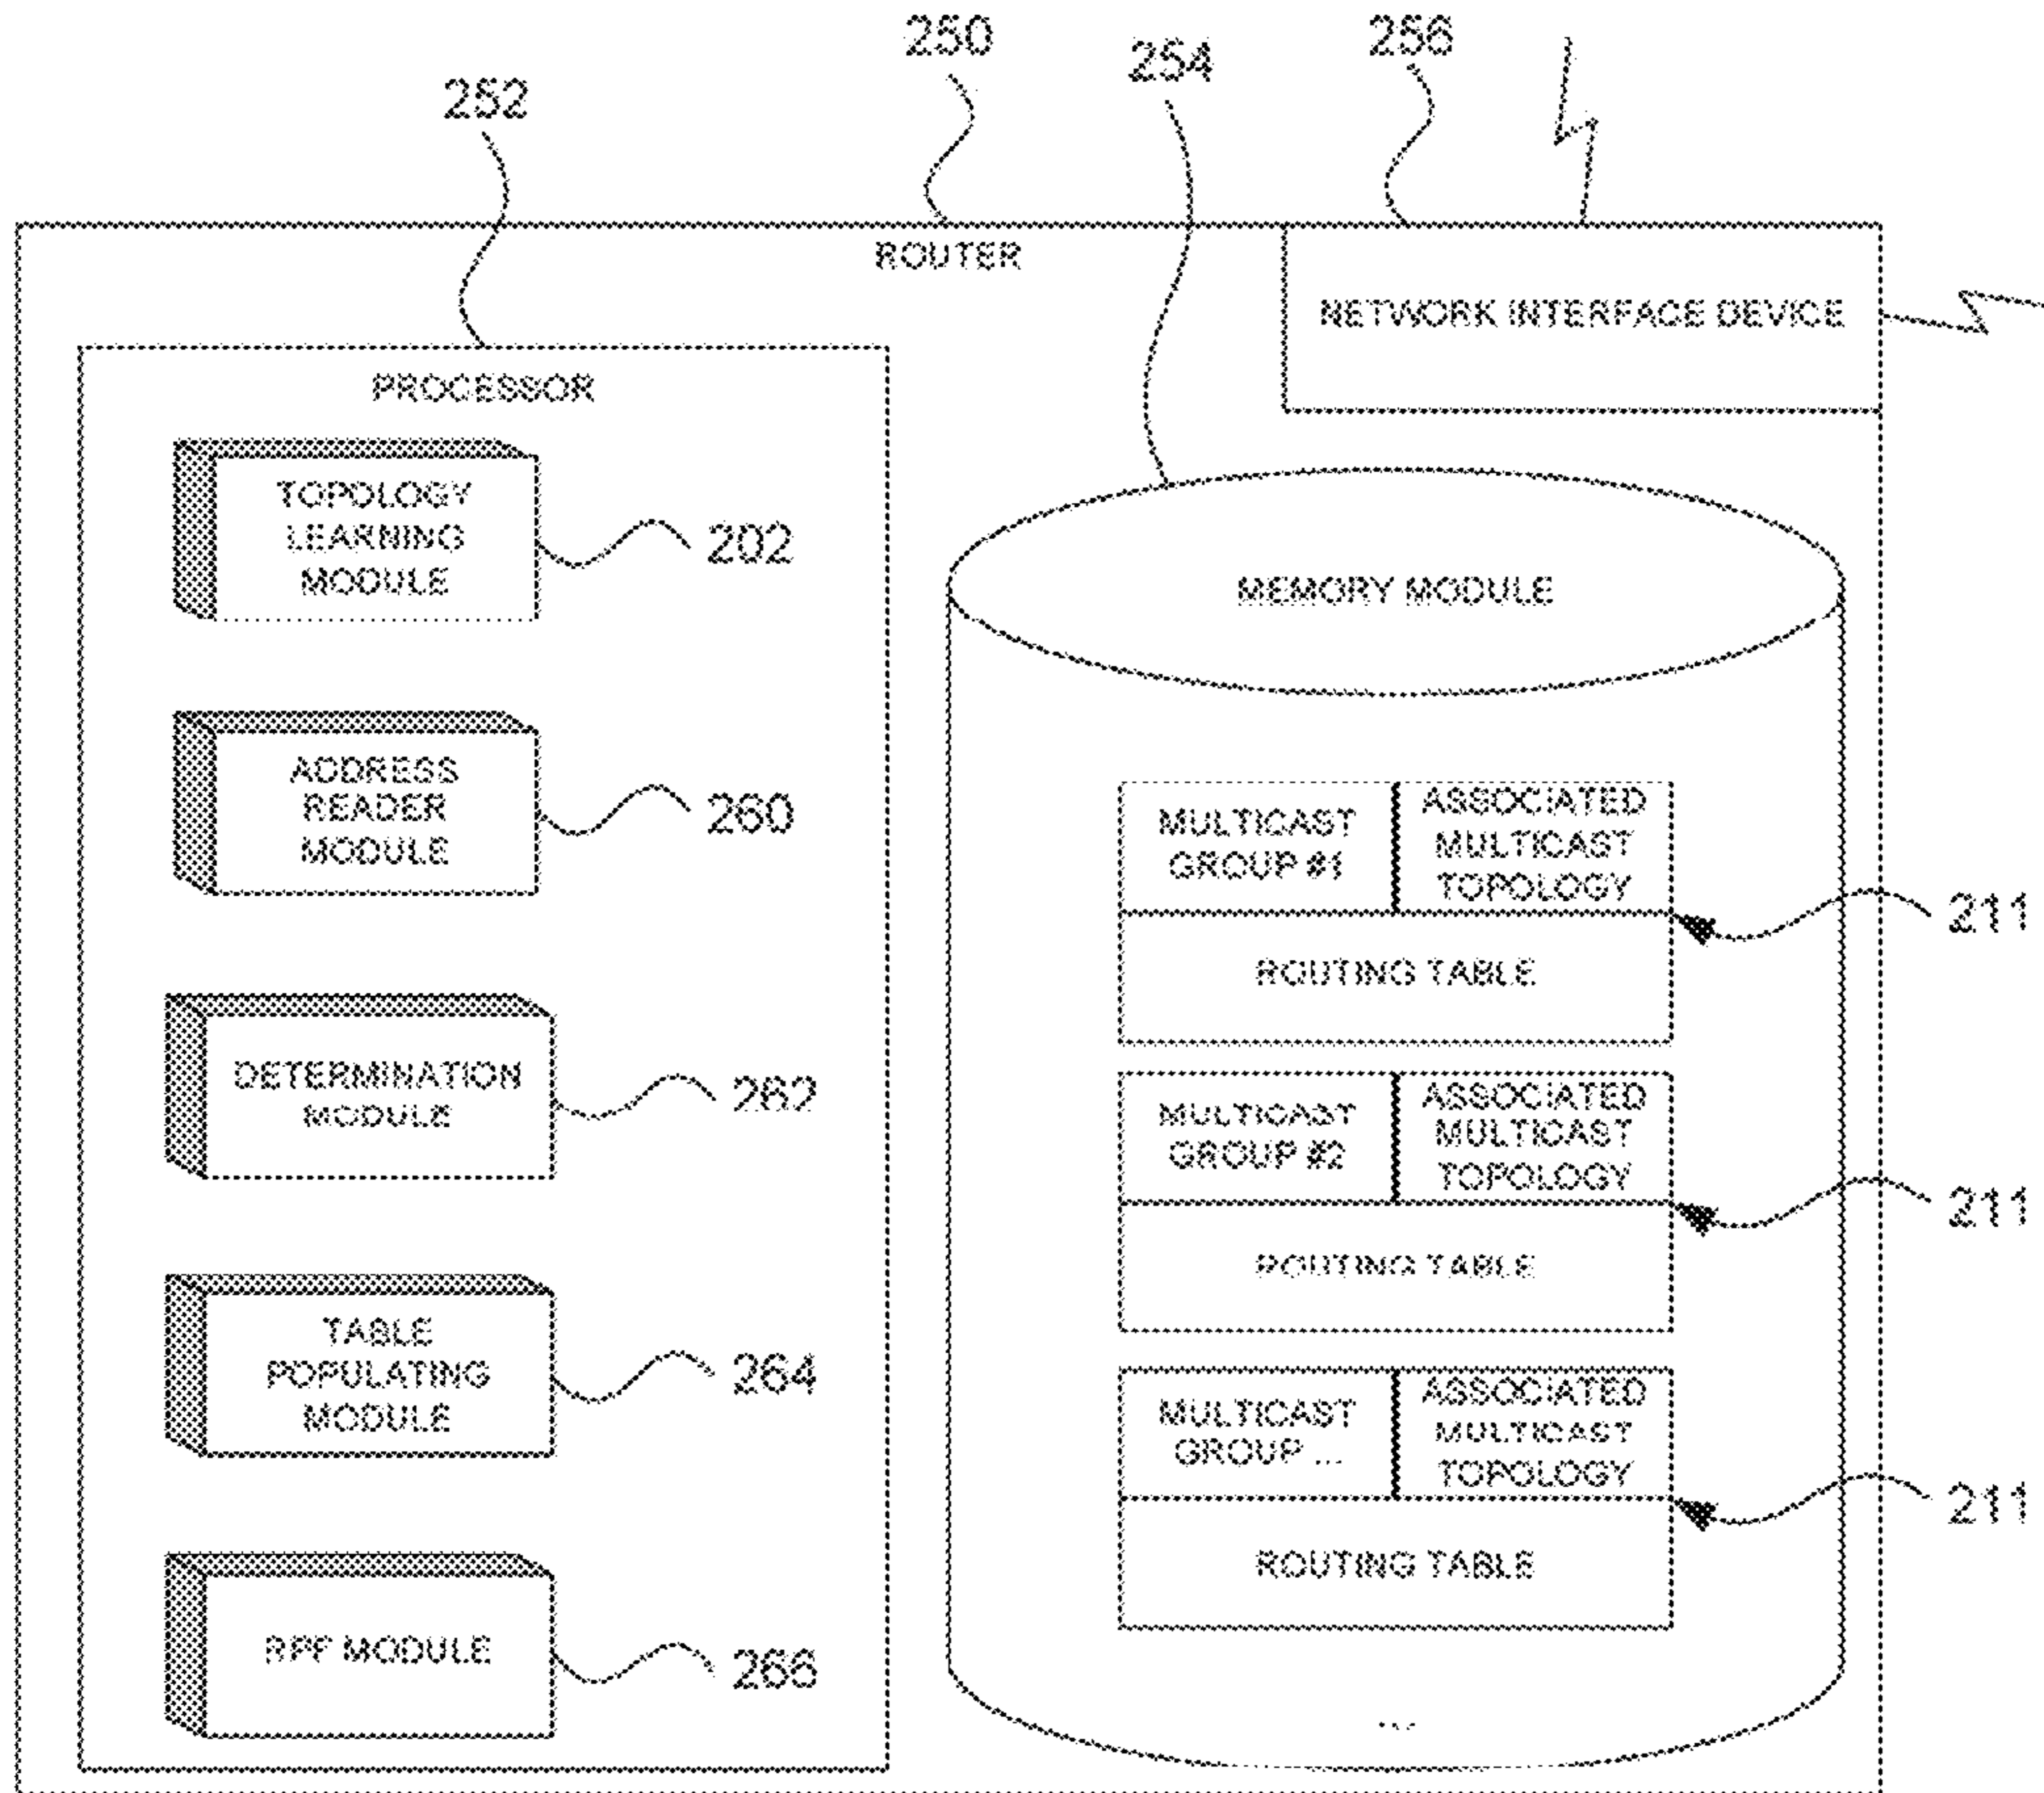 250
256
254
252
ROUTER
NETWORK INTERFACE DEVICE
PROCESSOR
TOPOLOGY
LEARNING
MODULE
202
ADDRESS
READER
MODULE
260
DETERMINATION
MODULE
262
TABLE
POPULATING
MODULE
264
RPF MODULE
266
MEMORY MODULE
MULTICAST
GROUP #1
ASSOCIATED
MULTICAST
TOPOLOGY
211
ROUTING TABLE
MULTICAST
GROUP #2
ASSOCIATED
MULTICAST
TOPOLOGY
211
ROUTING TABLE
MULTICAST
GROUP ...
ASSOCIATED
MULTICAST
TOPOLOGY
211
ROUTING TABLE
...